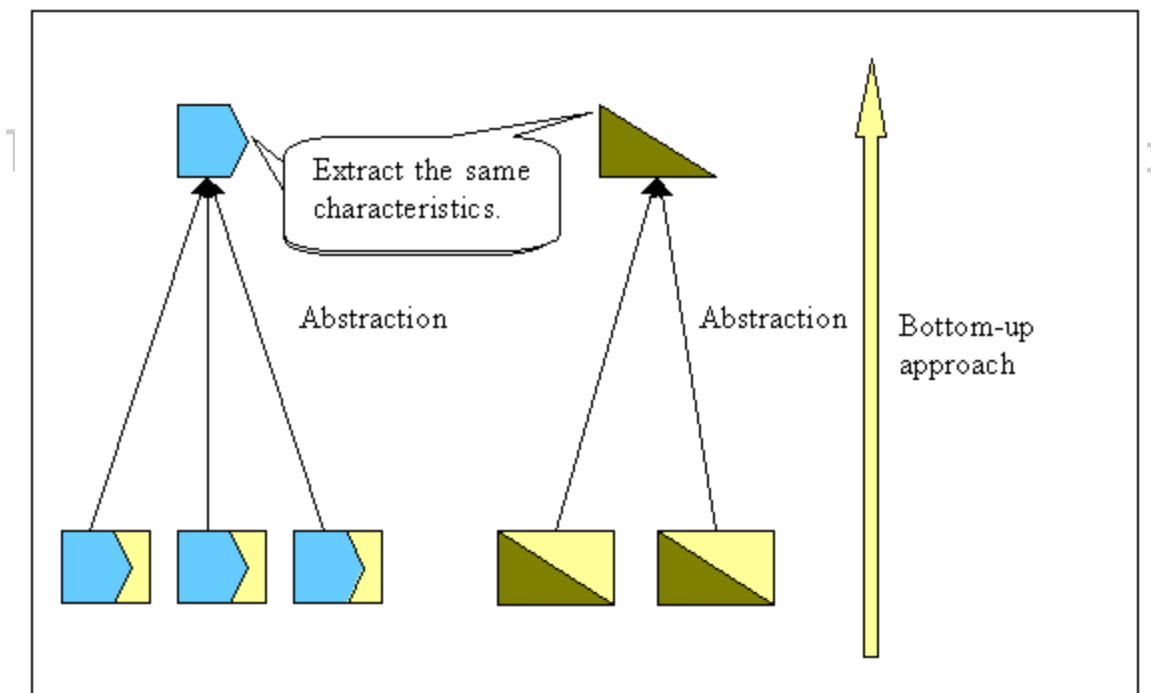 Extract the same
characteristics.
Abstraction
Abstraction
Bottom-up
approach